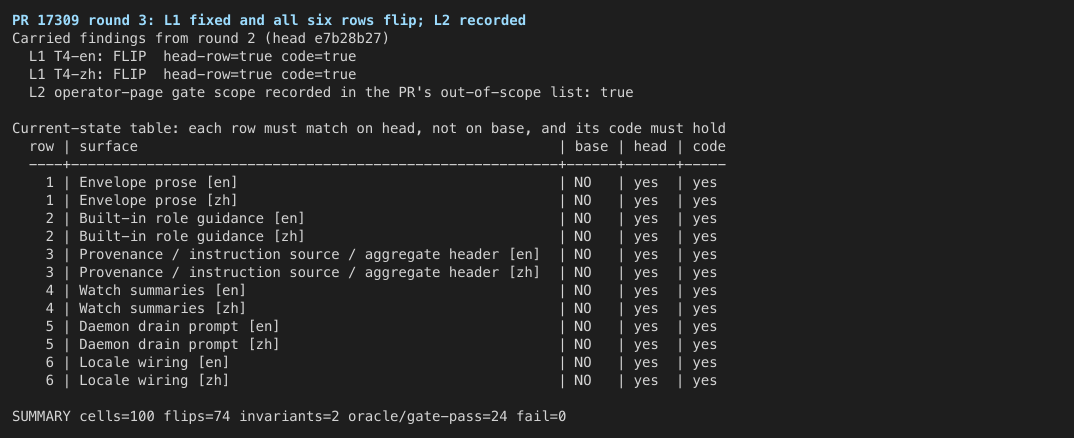 PR 17309 round 3: L1 fixed and all six rows flip; L2 recorded
Carried findings from round 2 (head e7b28b27)
  L1 T4-en: FLIP  head-row=true code=true
  L1 T4-zh: FLIP  head-row=true code=true
  L2 operator-page gate scope recorded in the PR's out-of-scope list: true

Current-state table: each row must match on head, not on base, and its code must hold
  row | surface                                                   | base | head | code
  ----+-----------------------------------------------------------+------+------+-----
    1 | Envelope prose [en]                                       | NO   | yes  | yes
    1 | Envelope prose [zh]                                       | NO   | yes  | yes
    2 | Built-in role guidance [en]                               | NO   | yes  | yes
    2 | Built-in role guidance [zh]                               | NO   | yes  | yes
    3 | Provenance / instruction source / aggregate header [en]  | NO   | yes  | yes
    3 | Provenance / instruction source / aggregate header [zh]  | NO   | yes  | yes
    4 | Watch summaries [en]                                      | NO   | yes  | yes
    4 | Watch summaries [zh]                                      | NO   | yes  | yes
    5 | Daemon drain prompt [en]                                  | NO   | yes  | yes
    5 | Daemon drain prompt [zh]                                  | NO   | yes  | yes
    6 | Locale wiring [en]                                        | NO   | yes  | yes
    6 | Locale wiring [zh]                                        | NO   | yes  | yes

SUMMARY cells=100 flips=74 invariants=2 oracle/gate-pass=24 fail=0